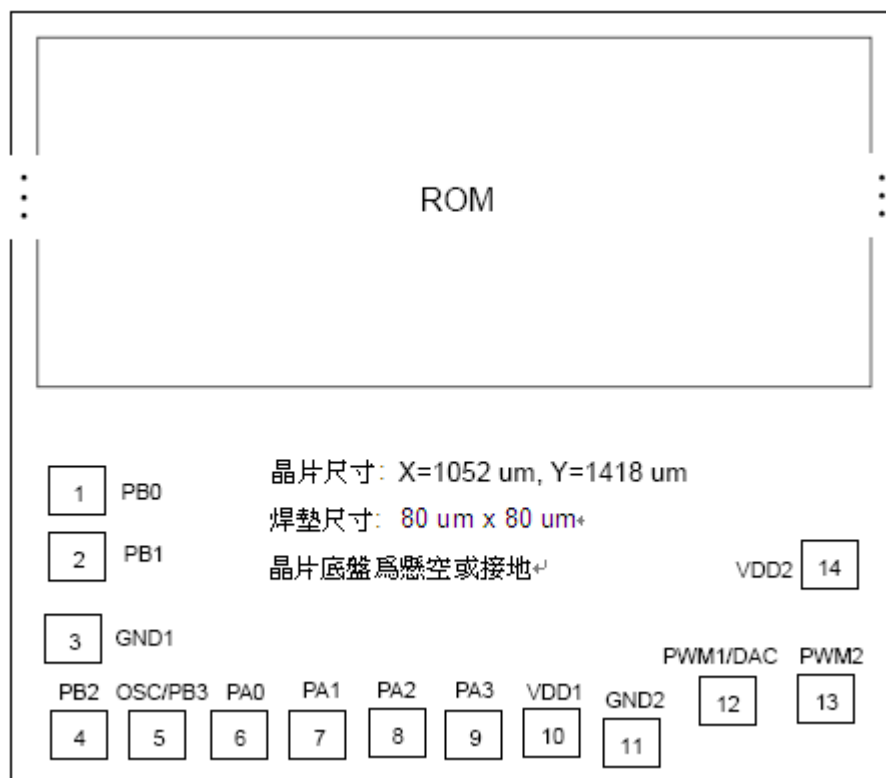 ROM
晶片尺寸: X=1052 um, Y=1418 um
焊墊尺寸: 80 um x 80 um
晶片底盤爲懸空或接地
1 PB0
2 PB1
VDD2 14
3 GND1
PWM1/DAC PWM2
12 13
PB2 OSC/PB3 PA0 PA1 PA2 PA3 VDD1 GND2
4 5 6 7 8 9 10 11